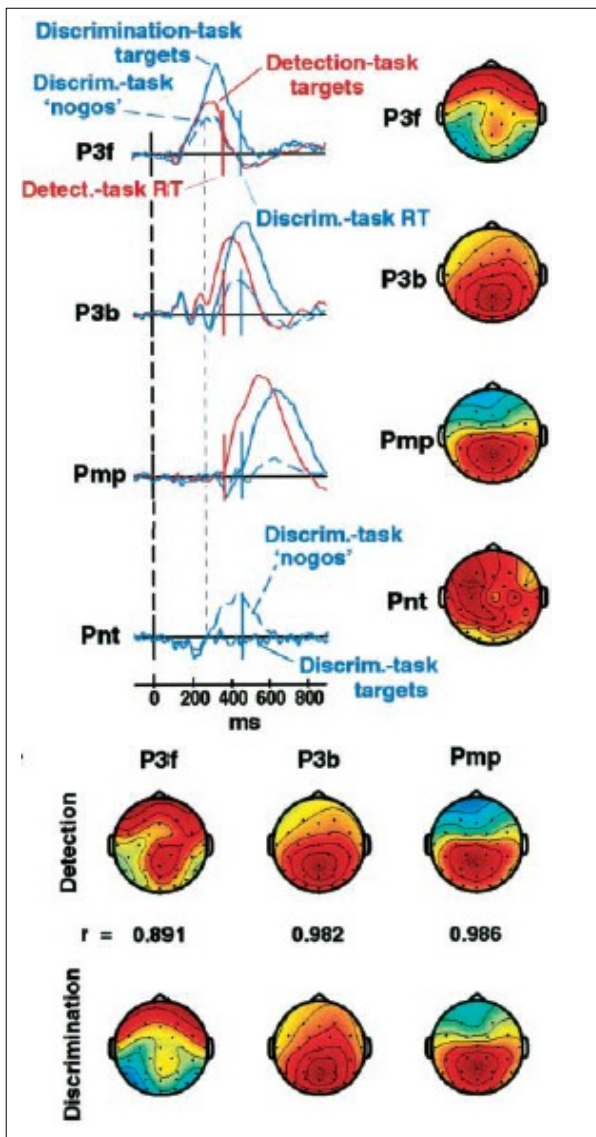 Discrimination-task
targets
Discrim.-task
'nogos'
Detection-task
targets
P3f
P3f
Detect.-task RT
Discrim.-task RT
P3b
P3b
Pmp
Pmp
Discrim.-task
'nogos'
Pnt
Pnt
Discrim.-task
targets
0 200 400 600 800
ms
P3f P3b Pmp
Detection
r = 0.891 0.982 0.986
Discrimination